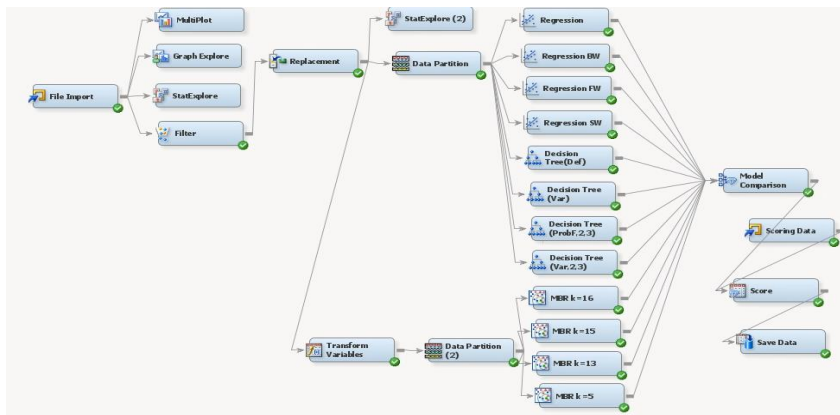 MultiPlot
Graph Explore
File Import
StatExplore
Filter
Replacement
StatExplore (2)
Data Partition
Regression
Regression BW
Regression FW
Regression SW
Decision
Tree(Def)
Decision Tree
(Var)
Decision Tree
(ProbF,2,3)
Decision Tree
(Var,2,3)
MBR k=16
MBR k=15
MBR k=13
MBR k=5
Transform
Variables
Data Partition
(2)
Model
Comparison
Scoring Data
Score
Save Data